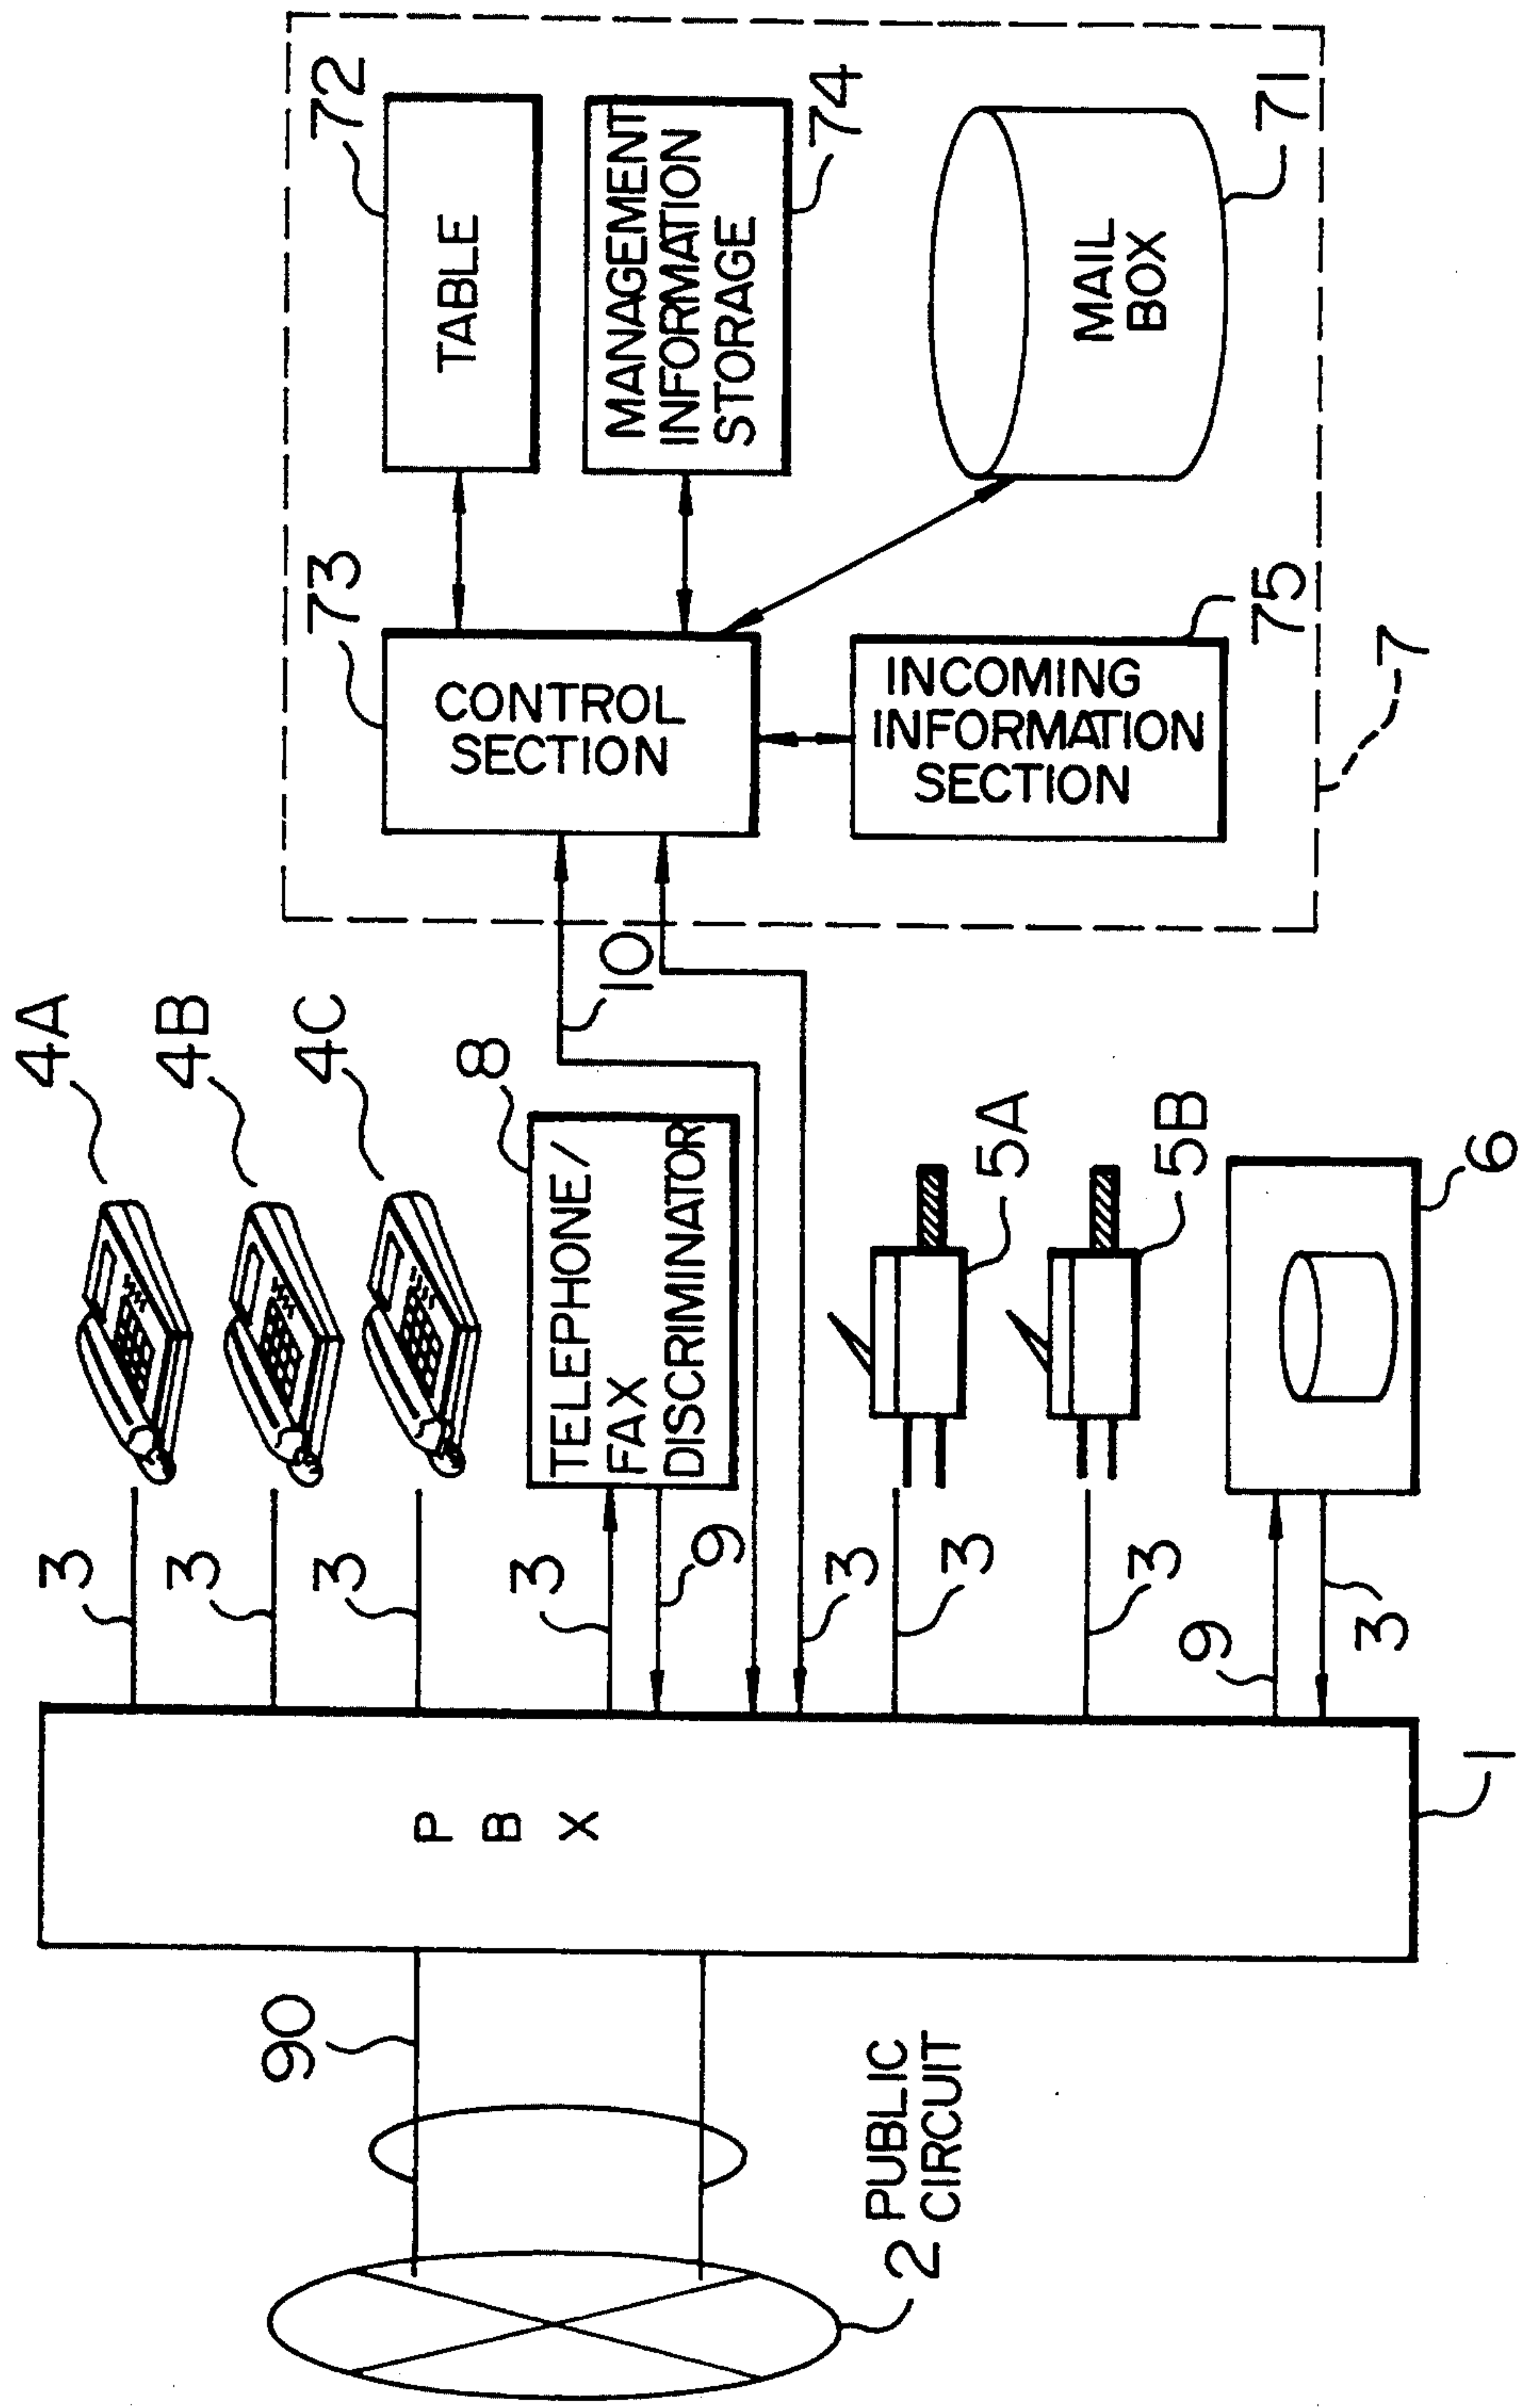 4A
4B
4C
3
3
3
8
TELEPHONE/
FAX
DISCRIMINATOR
3
9
10
3
5A
3
5B
3
6
9
3
P B X
1
90
2 PUBLIC
CIRCUIT
72
TABLE
74
MANAGEMENT
INFORMATION
STORAGE
73
CONTROL
SECTION
71
MAIL
BOX
75
INCOMING
INFORMATION
SECTION
7